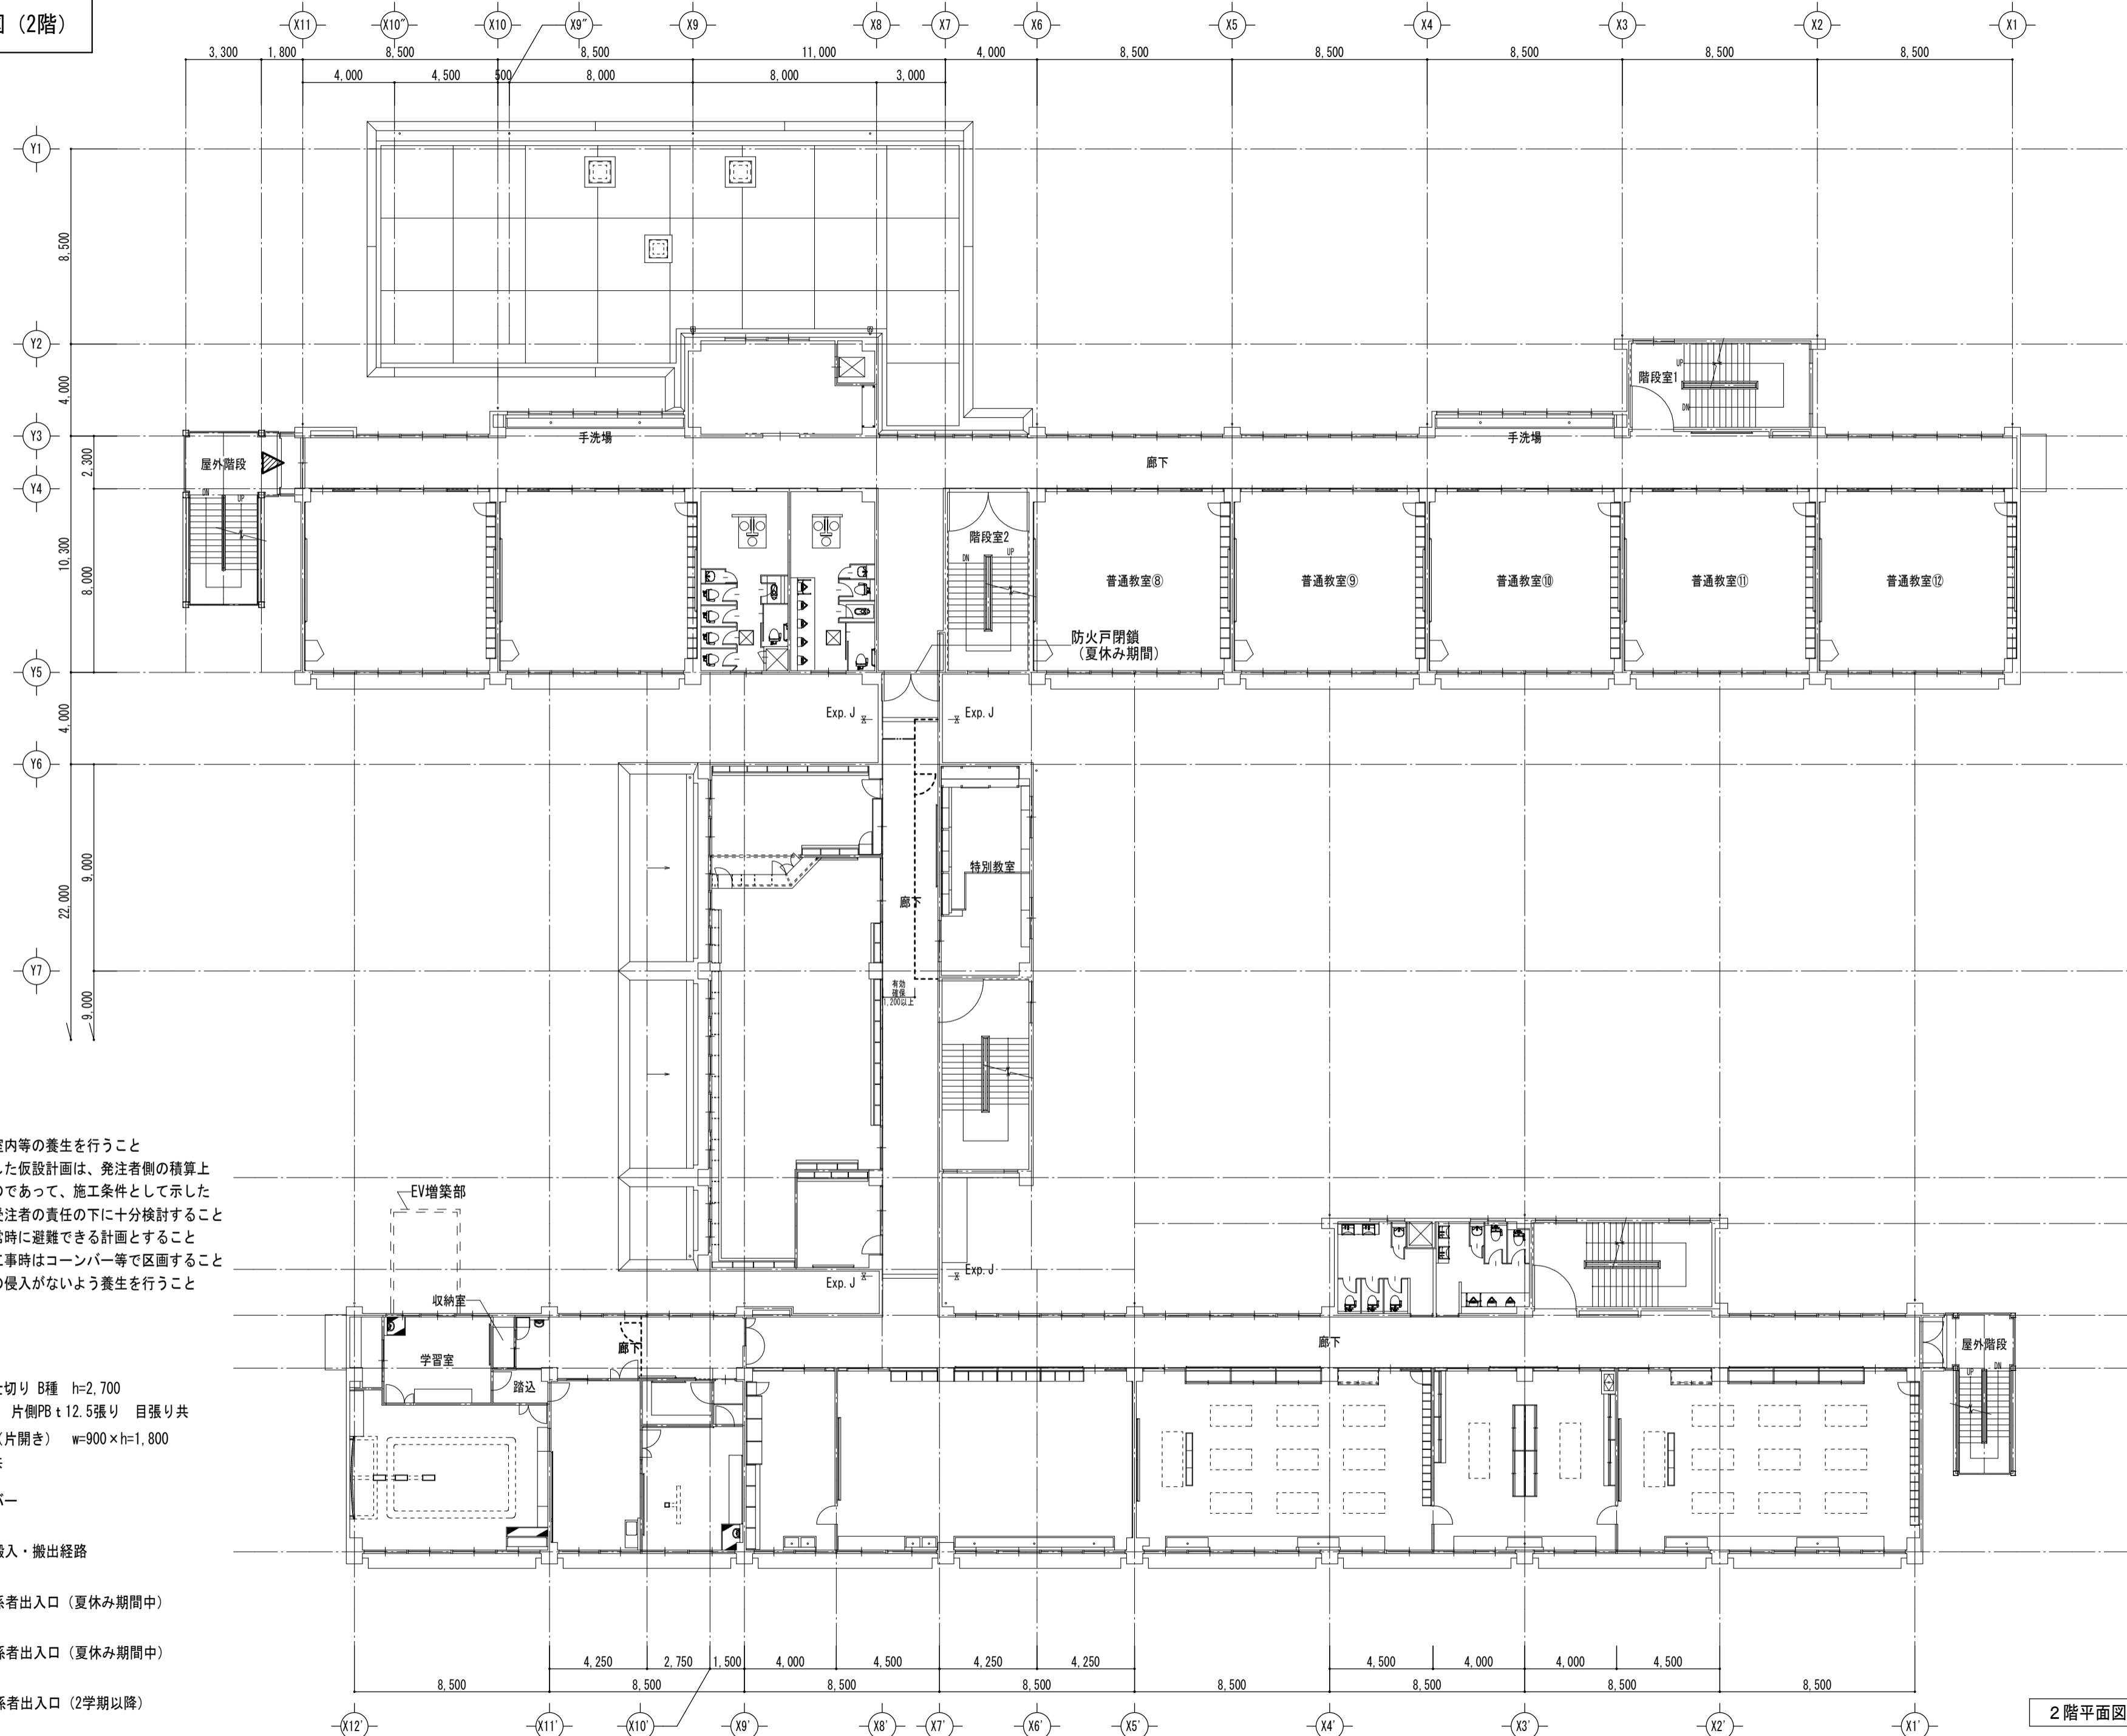 図（2階）
X11 X10" X10 X9" X9 X8 X7 X6 X5 X4 X3 X2 X1
3,300 1,800 8,500 8,500 11,000 4,000 8,500 8,500 8,500 8,500 8,500
4,000 4,500 500 8,000 8,000 3,000
Y1
8,500
Y2
4,000
階段室1
UP
DN
Y3
手洗場
手洗場
2,300
屋外階段
廊下
Y4
DN UP
10,300
8,000
階段室2
DN UP
普通教室⑧
普通教室⑨
普通教室⑩
普通教室⑪
普通教室⑫
防火戸閉鎖
（夏休み期間）
Y5
4,000
Exp.J
Exp.J
Y6
9,000
22,000
特別教室
廊下
Y7
有効
確保
1,200以上
9,000
室内等の養生を行うこと
した仮設計画は、発注者側の積算上
のであって、施工条件として示した
受注者の責任の下に十分検討すること
常時に避難できる計画とすること
工事時はコーンバー等で区画すること
の侵入がないよう養生を行うこと
EV増築部
Exp.J
Exp.J
収納室
学習室
廊下
廊下
屋外階段
踏込
UP DN
仕切り B種 h=2,700
片側PBｔ12.5張り 目張り共
（片開き） w=900×h=1,800
バー
搬入・搬出経路
係者出入口（夏休み期間中）
係者出入口（夏休み期間中）
係者出入口（2学期以降）
4,250 2,750 1,500 4,000 4,500 4,250 4,250 4,500 4,000 4,000 4,500
8,500 8,500 8,500 8,500 8,500 8,500 8,500 8,500
X12' X11' X10' X9' X8' X7' X6' X5' X4' X3' X2' X1'
２階平面図